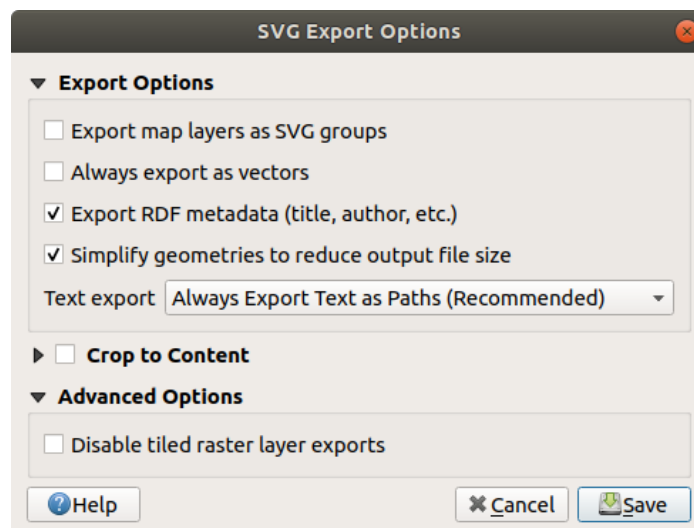 SVG Export Options
Export Options
Export map layers as SVG groups
Always export as vectors
Export RDF metadata (title, author, etc.)
Simplify geometries to reduce output file size
Text export Always Export Text as Paths (Recommended)
Crop to Content
Advanced Options
Disable tiled raster layer exports
Help Cancel Save